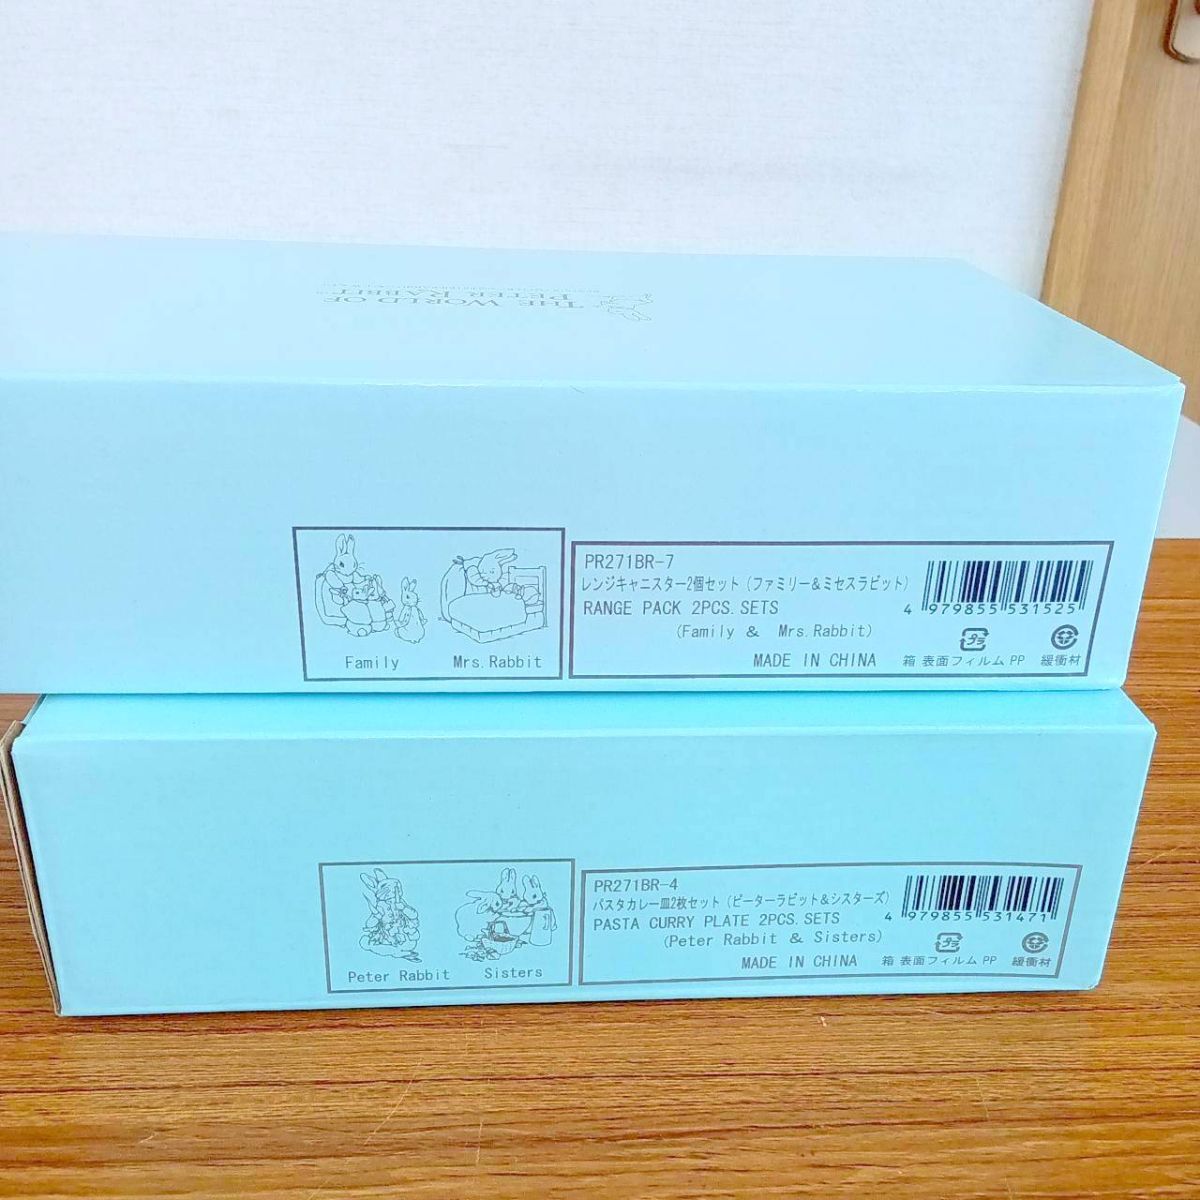 THE WORLD OF
PETER RABBIT
Family
Mrs.Rabbit
PR271BR-7
レンジキャニスター2個セット(ファミリー&ミセスラビット)
RANGE PACK 2PCS.SETS
(Family & Mrs.Rabbit)
MADE IN CHINA
4 979855 531525
プラ
箱 表面フィルム PP 緩衝材
Peter Rabbit
Sisters
PR271BR-4
パスタカレー皿2枚セット(ピーターラビット&シスターズ)
PASTA CURRY PLATE 2PCS.SETS
(Peter Rabbit & Sisters)
MADE IN CHINA
4 979855 531471
プラ
箱 表面フィルム PP 緩衝材